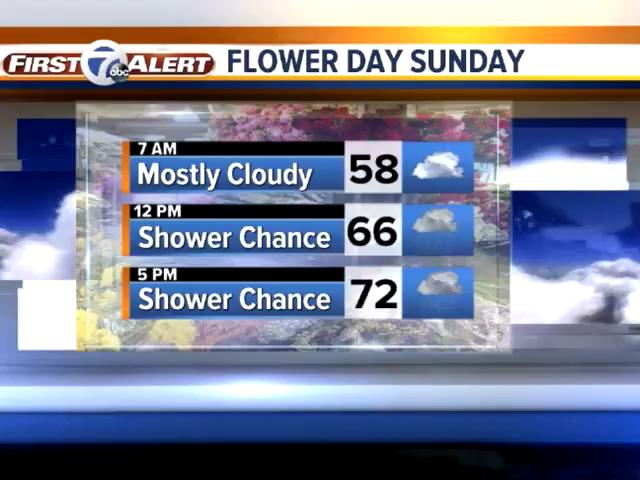 FIRST 7 abc ALERT FLOWER DAY SUNDAY
7 AM
Mostly Cloudy 58
12 PM
Shower Chance 66
5 PM
Shower Chance 72